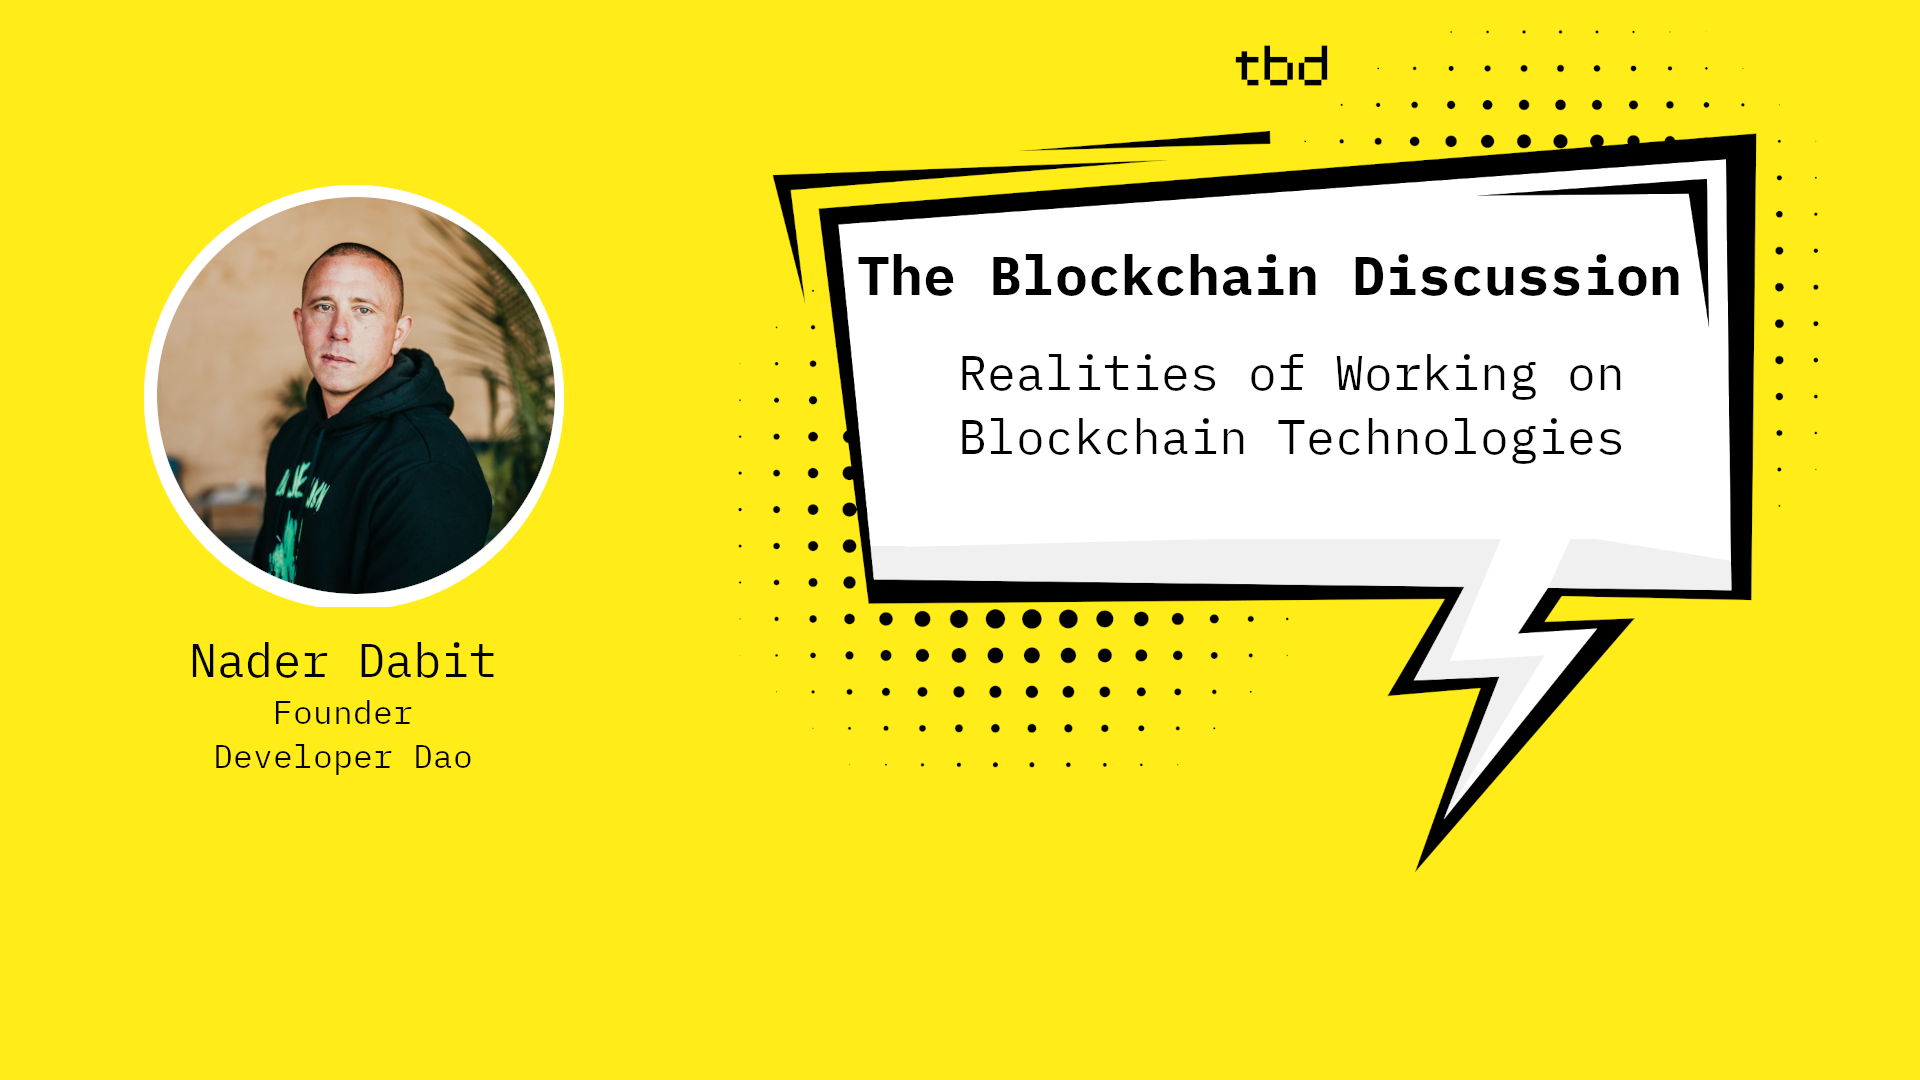 tbd
The Blockchain Discussion
Realities of Working on
Blockchain Technologies
Nader Dabit
Founder
Developer Dao